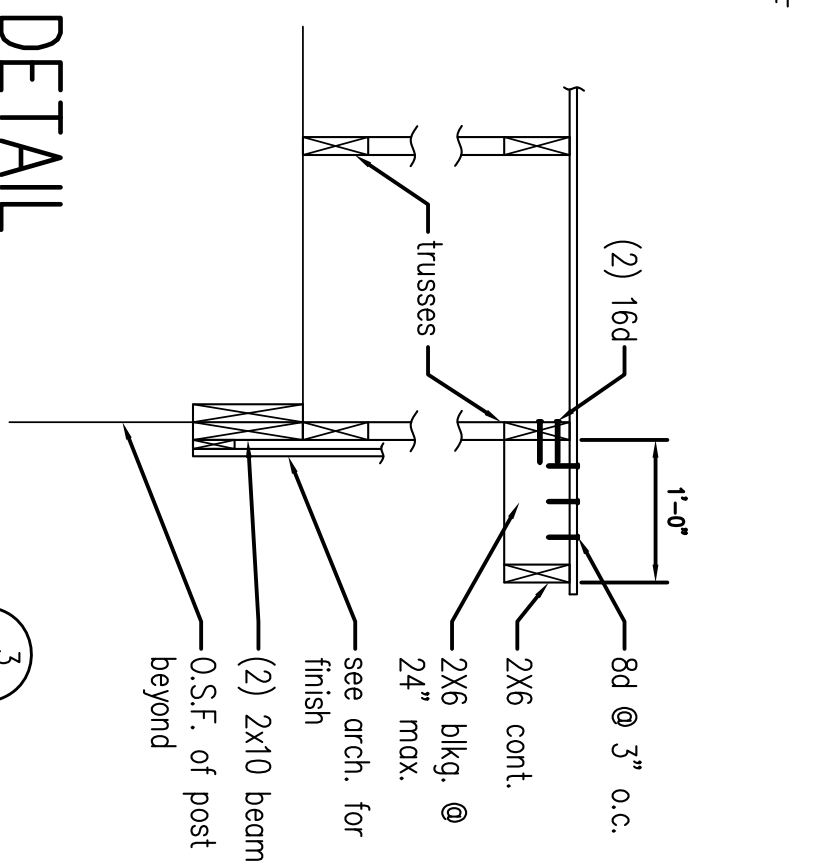 (2) 16d
8d @ 3" o.c.
1'-0"
2X6 cont.
2X6 blkg. @
24" max.
trusses
see arch. for
finish
(2) 2x10 beam
O.S.F. of post
beyond
DETAIL
3